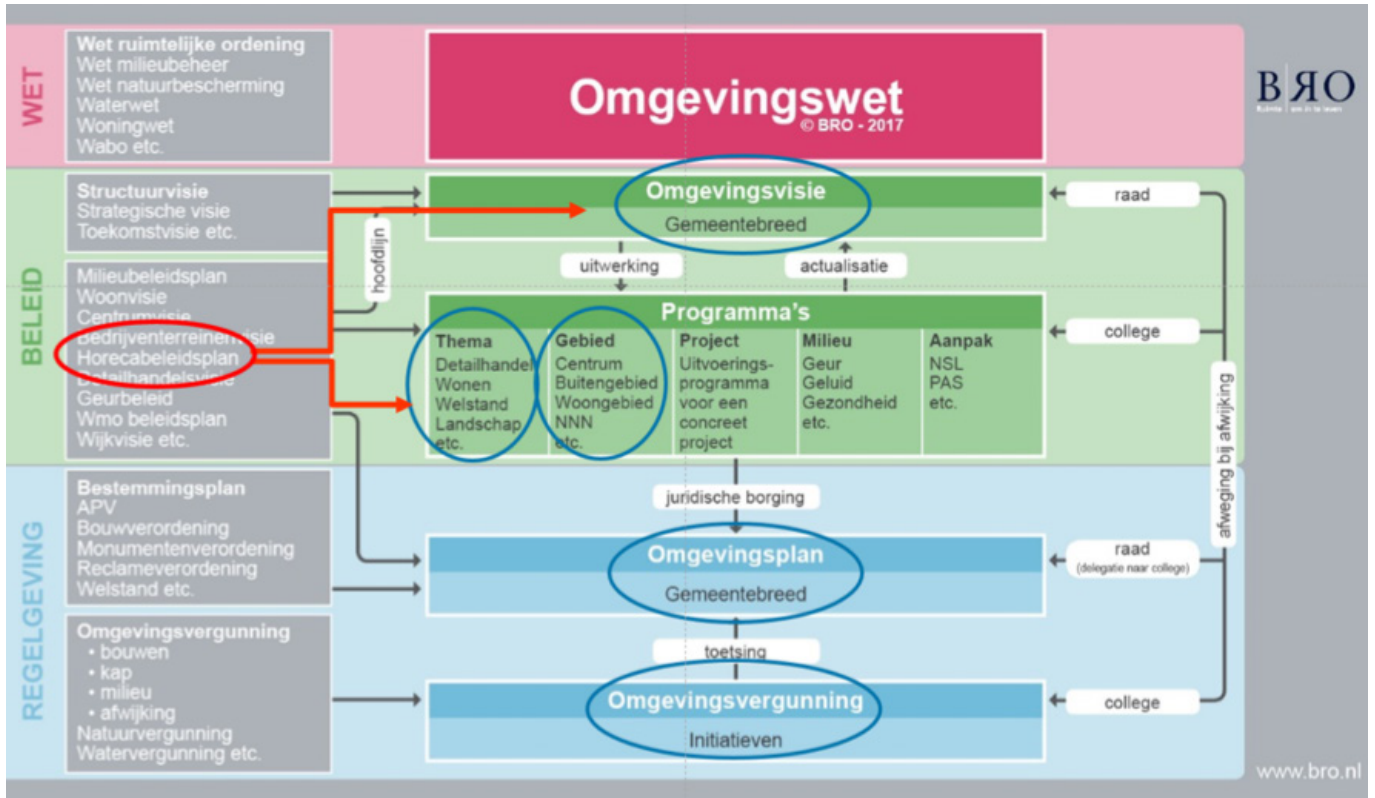 WET
Wet ruimtelijke ordening
Wet milieubeheer
Wet natuurbescherming
Waterwet
Woningwet
Wabo etc.
Omgevingswet
© BRO - 2017
BRO
BELEID
Structuurvisie
Strategische visie
Toekomstvisie etc.
Milieubeleidsplan
Woonvisie
Centrumvisie
Bedrijventerreinenvisie
Horecabeleidsplan
Detailhandelsvisie
Geurbeleid
Wmo beleidsplan
Wijkvisie etc.
hoofdlijn
Omgevingsvisie
Gemeentebreed
uitwerking
actualisatie
Programma's
Thema
Detailhandel
Wonen
Welstand
Landschap
etc.
Gebied
Centrum
Buitengebied
Woongebied
NNN
etc.
Project
Uitvoerings-
programma
voor een
concreet
project
Milieu
Geur
Geluid
Gezondheid
etc.
Aanpak
NSL
PAS
etc.
raad
college
afweging bij afwijking
REGELGEVING
Bestemmingsplan
APV
Bouwverordening
Monumentenverordening
Reclameverordening
Welstand etc.
Omgevingsvergunning
• bouwen
• kap
• milieu
• afwijking
Natuurvergunning
Watervergunning etc.
juridische borging
Omgevingsplan
Gemeentebreed
raad
(delegatie naar college)
toetsing
Omgevingsvergunning
Initiatieven
college
www.bro.nl